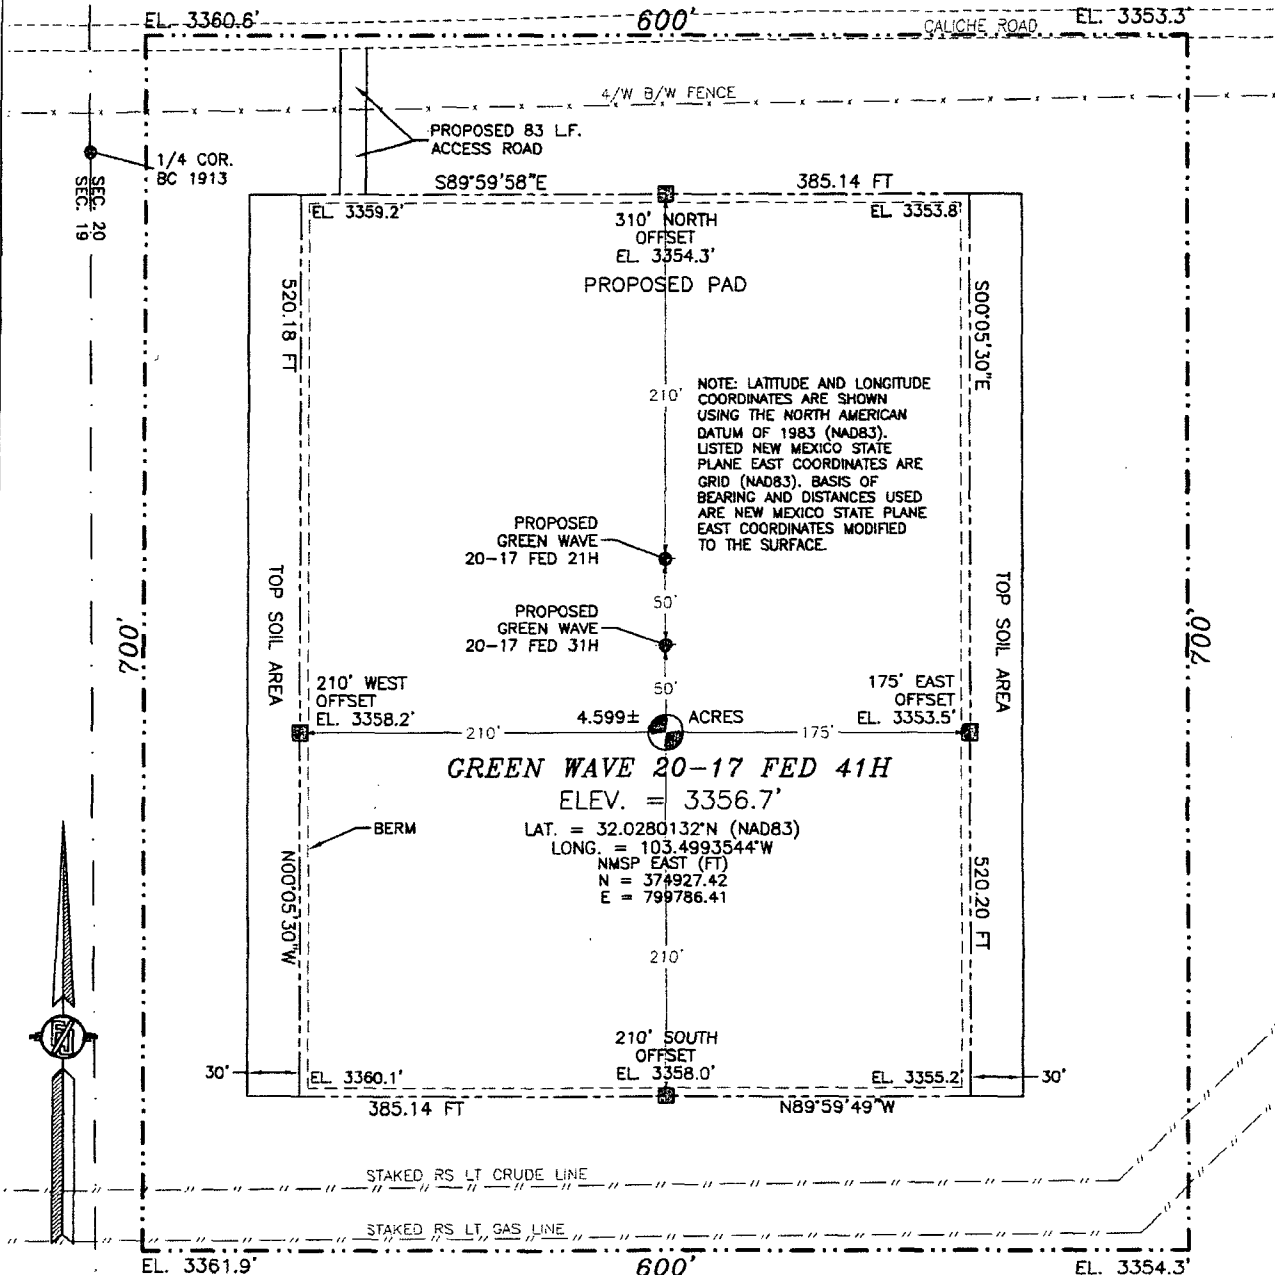 EL. 3360.6'
600'
CALICHE ROAD
EL. 3353.3'
4/W B/W FENCE
PROPOSED 83 L.F.
ACCESS ROAD
1/4 COR.
BC 1913
SEC. 20
SEC. 19
S89°59'58"E
385.14 FT
EL. 3359.2'
310' NORTH
OFFSET
EL. 3354.3'
EL. 3353.8'
PROPOSED PAD
520.18 FT
S00°05'30"E
210'
NOTE: LATITUDE AND LONGITUDE
COORDINATES ARE SHOWN
USING THE NORTH AMERICAN
DATUM OF 1983 (NAD83).
LISTED NEW MEXICO STATE
PLANE EAST COORDINATES ARE
GRID (NAD83). BASIS OF
BEARING AND DISTANCES USED
ARE NEW MEXICO STATE PLANE
EAST COORDINATES MODIFIED
TO THE SURFACE.
PROPOSED
GREEN WAVE
20-17 FED 21H
50'
PROPOSED
GREEN WAVE
20-17 FED 31H
50'
TOP SOIL AREA
TOP SOIL AREA
700'
700'
210' WEST
OFFSET
EL. 3358.2'
175' EAST
OFFSET
EL. 3353.5'
4.599± ACRES
210'
175'
GREEN WAVE 20-17 FED 41H
ELEV. = 3356.7'
LAT. = 32.0280132°N (NAD83)
LONG. = 103.4993544°W
NMSP EAST (FT)
N = 374927.42
E = 799786.41
BERM
N00°05'30"W
520.20 FT
210'
210' SOUTH
OFFSET
EL. 3358.0'
30'
EL. 3360.1'
EL. 3355.2'
30'
385.14 FT
N89°59'49"W
STAKED RS LT CRUDE LINE
STAKED RS LT GAS LINE
EL. 3361.9'
600'
EL. 3354.3'